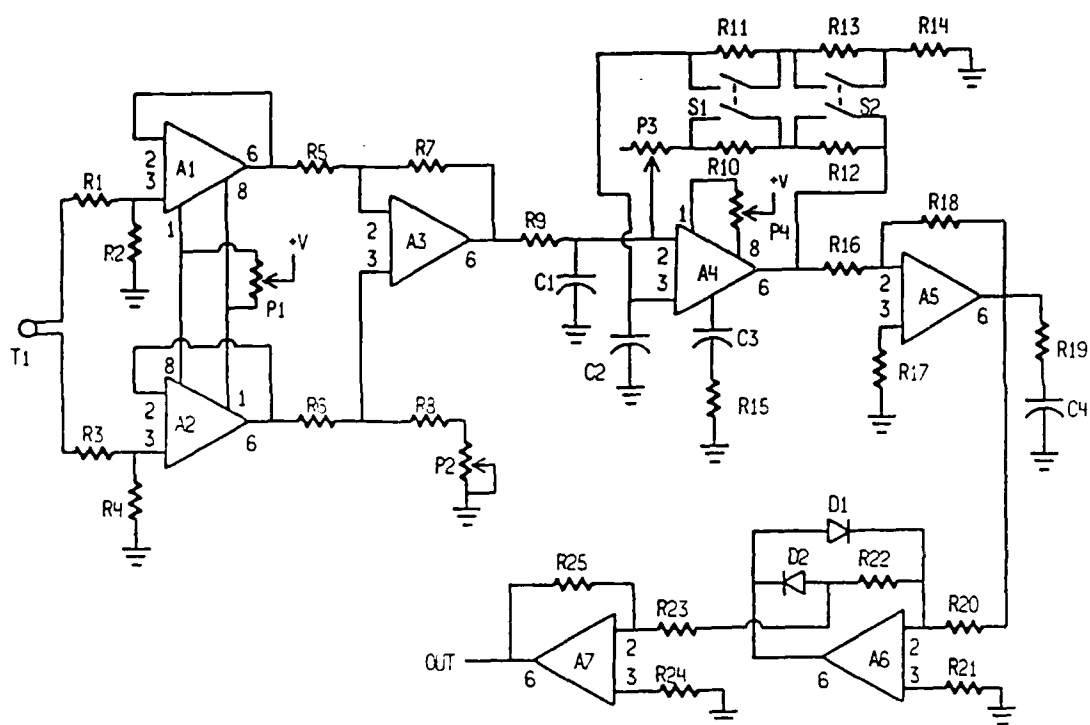 R11 R13 R14
S1 S2
P3
R10 R12
+V
P4
2 3 A1 6 8 1
R1
R2
+V
P1
T1
R5 R7
2 3 A3 6
R9
C1
C2
1 2 3 A4 8 6
C3
R15
R16 R18
2 3 A5 6
R17
R19
C4
8 2 3 A2 1 6
R3
R4
R6 R8
P2
D1
D2 R22
R20
2 3 A6 6
R21
R25
R23
OUT 6 A7 2 3
R24